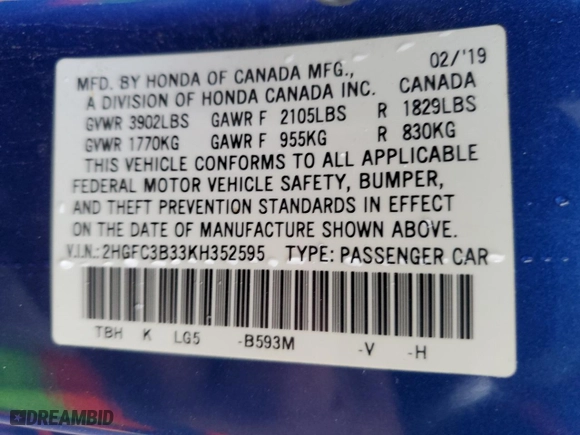 MFD. BY HONDA OF CANADA MFG., 02/'19
A DIVISION OF HONDA CANADA INC. CANADA
GVWR 3902LBS GAWR F 2105LBS R 1829LBS
GVWR 1770KG GAWR F 955KG R 830KG
THIS VEHICLE CONFORMS TO ALL APPLICABLE
FEDERAL MOTOR VEHICLE SAFETY, BUMPER,
AND THEFT PREVENTION STANDARDS IN EFFECT
ON THE DATE OF MANUFACTURE SHOWN ABOVE.
V.I.N.: 2HGFC3B33KH352595 TYPE: PASSENGER CAR
TBH K LG5 -B593M -V -H
DREAMBID